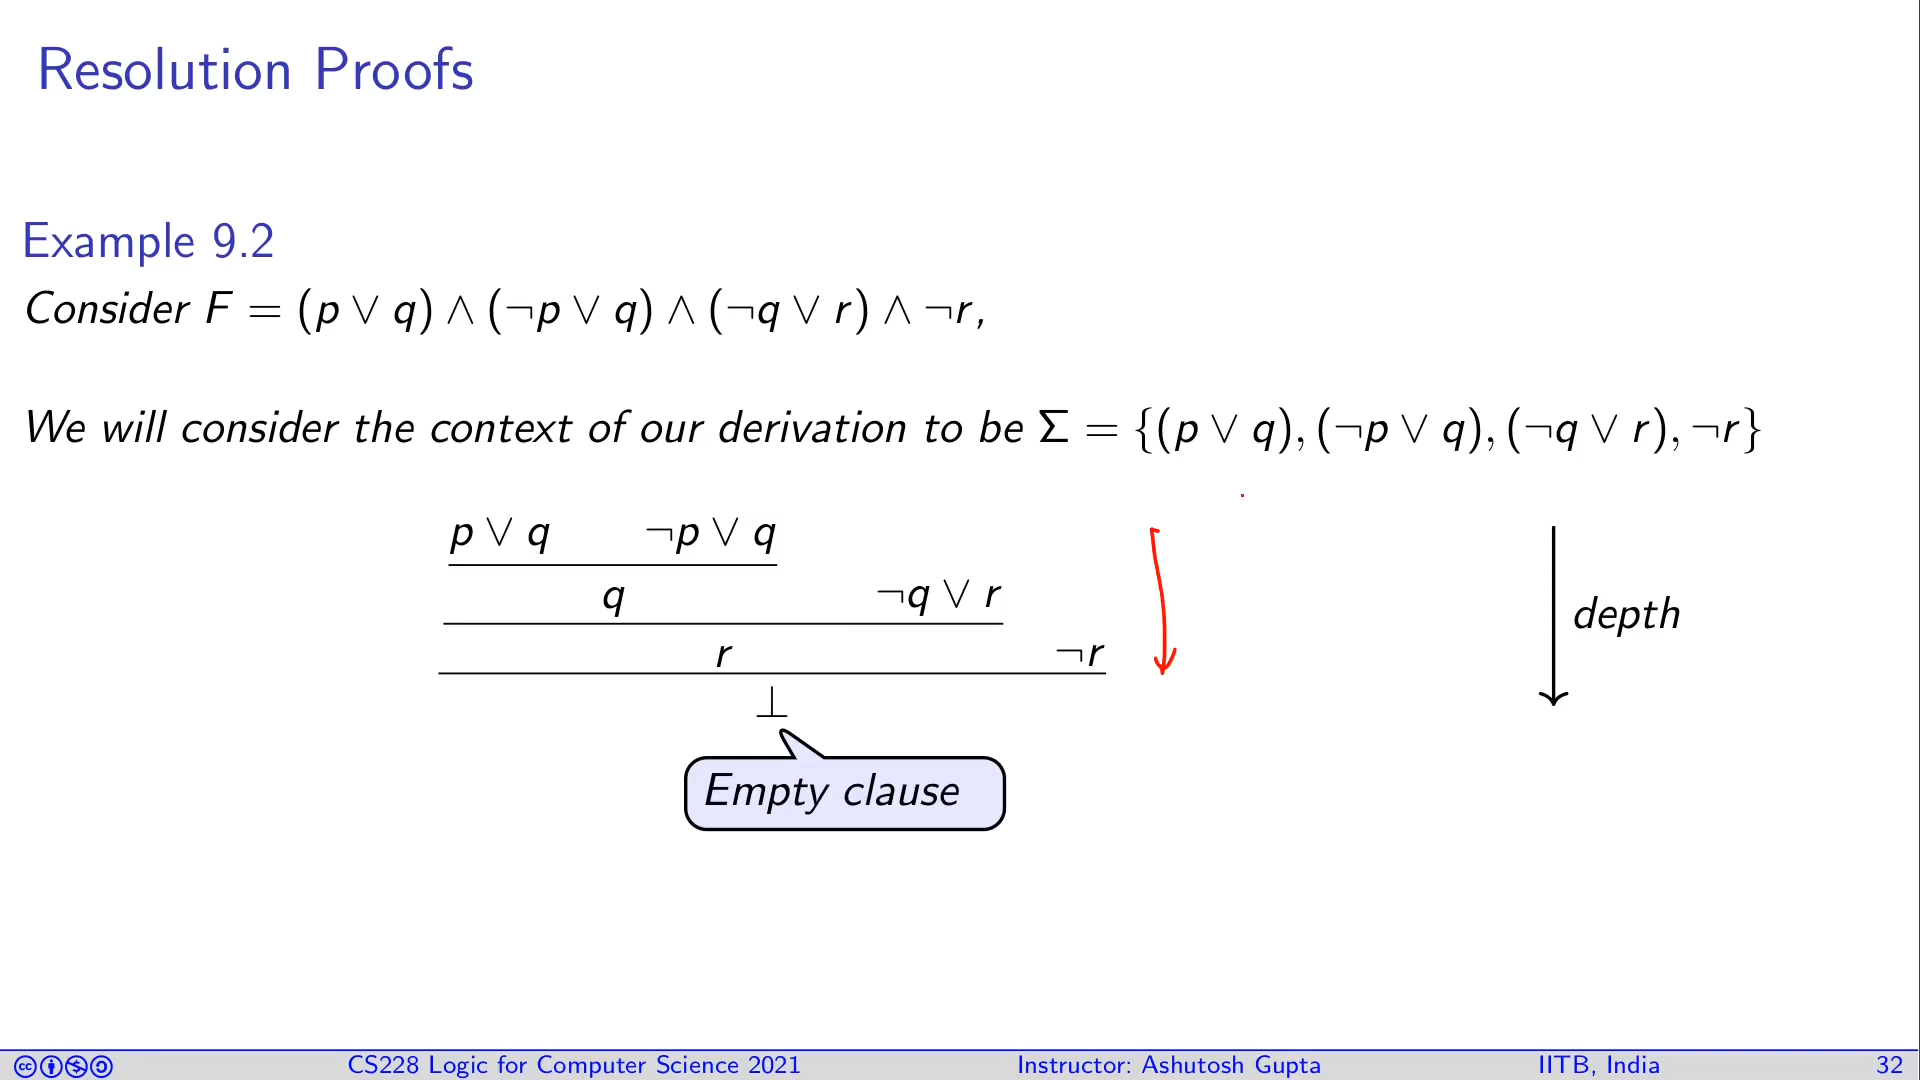 Resolution Proofs
Example 9.2
Consider F = (p ∨ q) ∧ (¬p ∨ q) ∧ (¬q ∨ r) ∧ ¬r,
We will consider the context of our derivation to be Σ = {(p ∨ q), (¬p ∨ q), (¬q ∨ r), ¬r}
p ∨ q ¬p ∨ q
q ¬q ∨ r
depth
r ¬r
⊥
Empty clause
CS228 Logic for Computer Science 2021 Instructor: Ashutosh Gupta IITB, India 32